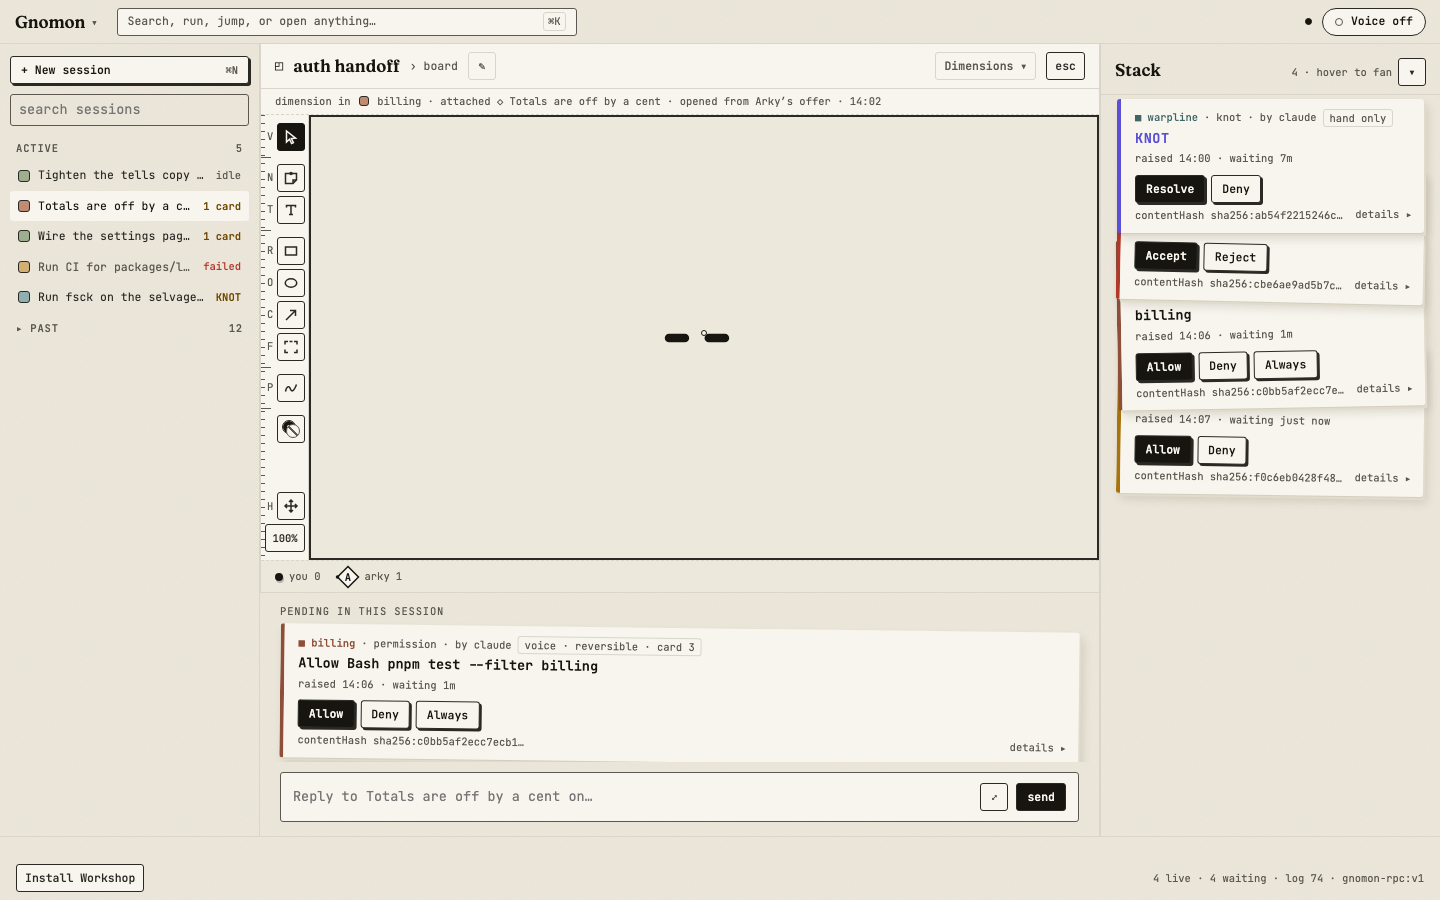 Gnomon ▾
Search, run, jump, or open anything… ⌘K
Voice off
+ New session ⌘N
search sessions
ACTIVE 5
Tighten the tells copy … idle
Totals are off by a c… 1 card
Wire the settings pag… 1 card
Run CI for packages/l… failed
Run fsck on the selvage… KNOT
▸ PAST 12
auth handoff › board ✎
Dimensions ▾ esc
dimension in billing · attached ◇ Totals are off by a cent · opened from Arky’s offer · 14:02
V
N
T
R
O
C
F
P
H
100%
you 0 A arky 1
PENDING IN THIS SESSION
■ billing · permission · by claude voice · reversible · card 3
Allow Bash pnpm test --filter billing
raised 14:06 · waiting 1m
Allow Deny Always
contentHash sha256:c0bb5af2ecc7ecb1…
details ▸
Reply to Totals are off by a cent on…
⤢ send
Stack
4 · hover to fan ▾
■ warpline · knot · by claude hand only
KNOT
raised 14:00 · waiting 7m
Resolve Deny
contentHash sha256:ab54f2215246c… details ▸
Accept Reject
contentHash sha256:cbe6ae9ad5b7c… details ▸
billing
raised 14:06 · waiting 1m
Allow Deny Always
contentHash sha256:c0bb5af2ecc7e… details ▸
raised 14:07 · waiting just now
Allow Deny
contentHash sha256:f0c6eb0428f48… details ▸
Install Workshop
4 live · 4 waiting · log 74 · gnomon-rpc:v1